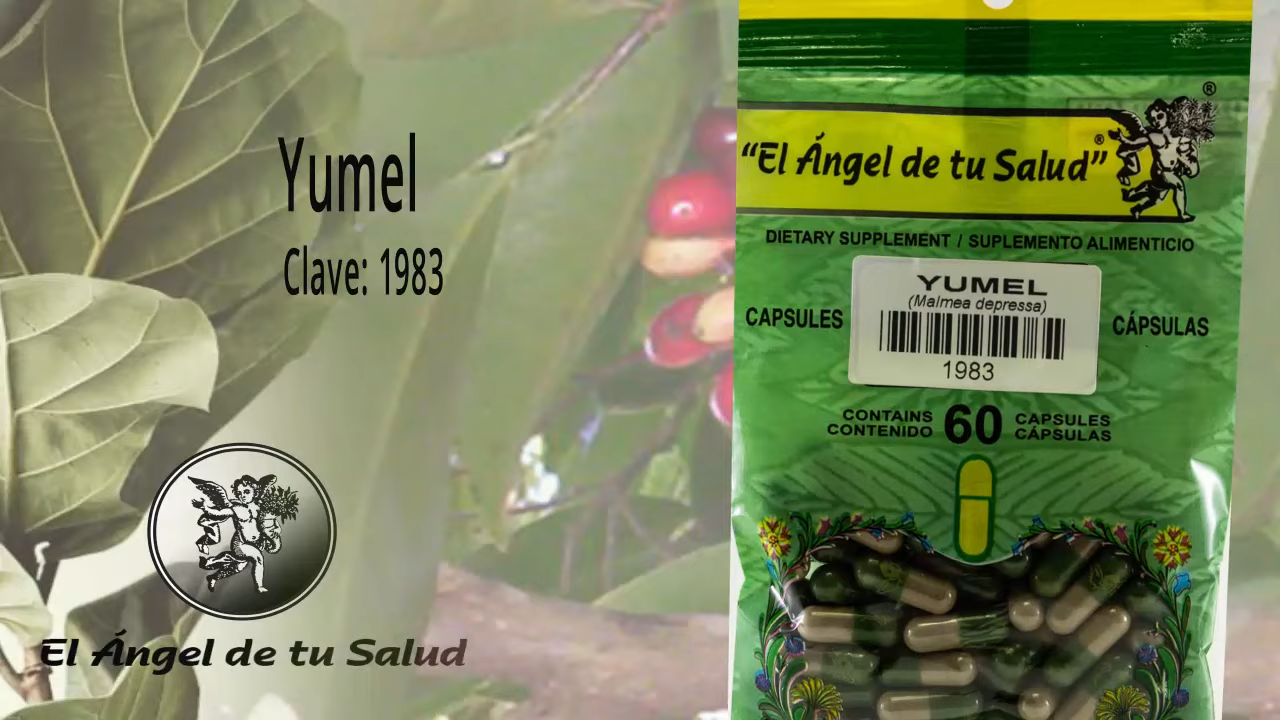 Yumel
Clave: 1983
El Ángel de tu Salud
®
"El Ángel de tu Salud"®
DIETARY SUPPLEMENT / SUPLEMENTO ALIMENTICIO
YUMEL
(Malmea depressa)
CAPSULES
CÁPSULAS
1983
CONTAINS 60 CAPSULES
CONTENIDO CÁPSULAS